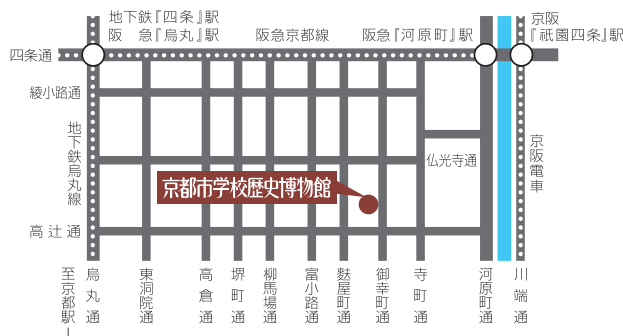 地下鉄『四条』駅
阪　急『烏丸』駅
阪急京都線
阪急『河原町』駅
京阪
『祇園四条』駅
四条通
綾小路通
地下鉄烏丸線
仏光寺通
京阪電車
京都市学校歴史博物館
高辻通
至京都駅
烏丸通
東洞院通
高倉通
堺町通
柳馬場通
富小路通
麩屋町通
御幸町通
寺町通
河原町通
川端通